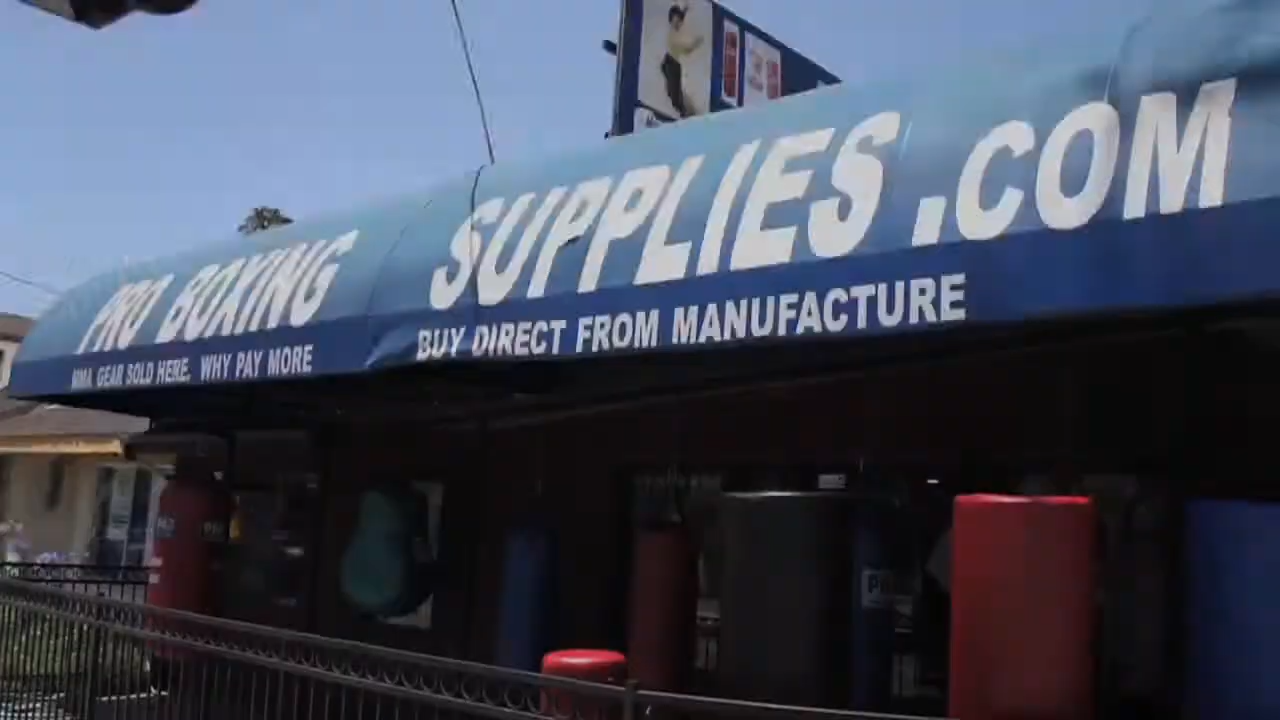 PRO BOXING SUPPLIES.COM
MMA GEAR SOLD HERE. WHY PAY MORE
BUY DIRECT FROM MANUFACTURE